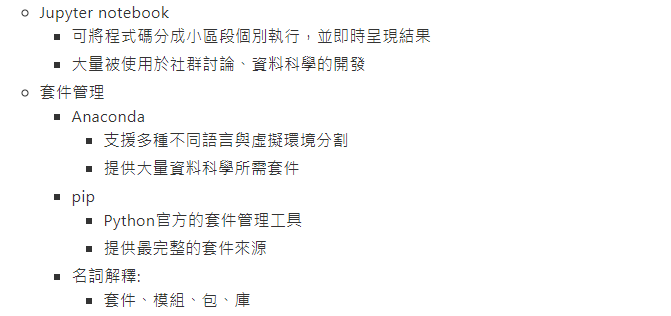 Jupyter notebook
可將程式碼分成小區段個別執行，並即時呈現結果
大量被使用於社群討論、資料科學的開發
套件管理
Anaconda
支援多種不同語言與虛擬環境分割
提供大量資料科學所需套件
pip
Python官方的套件管理工具
提供最完整的套件來源
名詞解釋:
套件、模組、包、庫